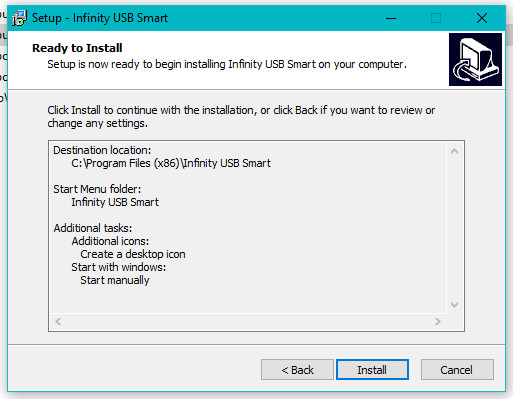 Setup - Infinity USB Smart
Ready to Install
Setup is now ready to begin installing Infinity USB Smart on your computer.
Click Install to continue with the installation, or click Back if you want to review or
change any settings.
Destination location:
C:\Program Files (x86)\Infinity USB Smart
Start Menu folder:
Infinity USB Smart
Additional tasks:
Additional icons:
Create a desktop icon
Start with windows:
Start manually
< Back
Install
Cancel